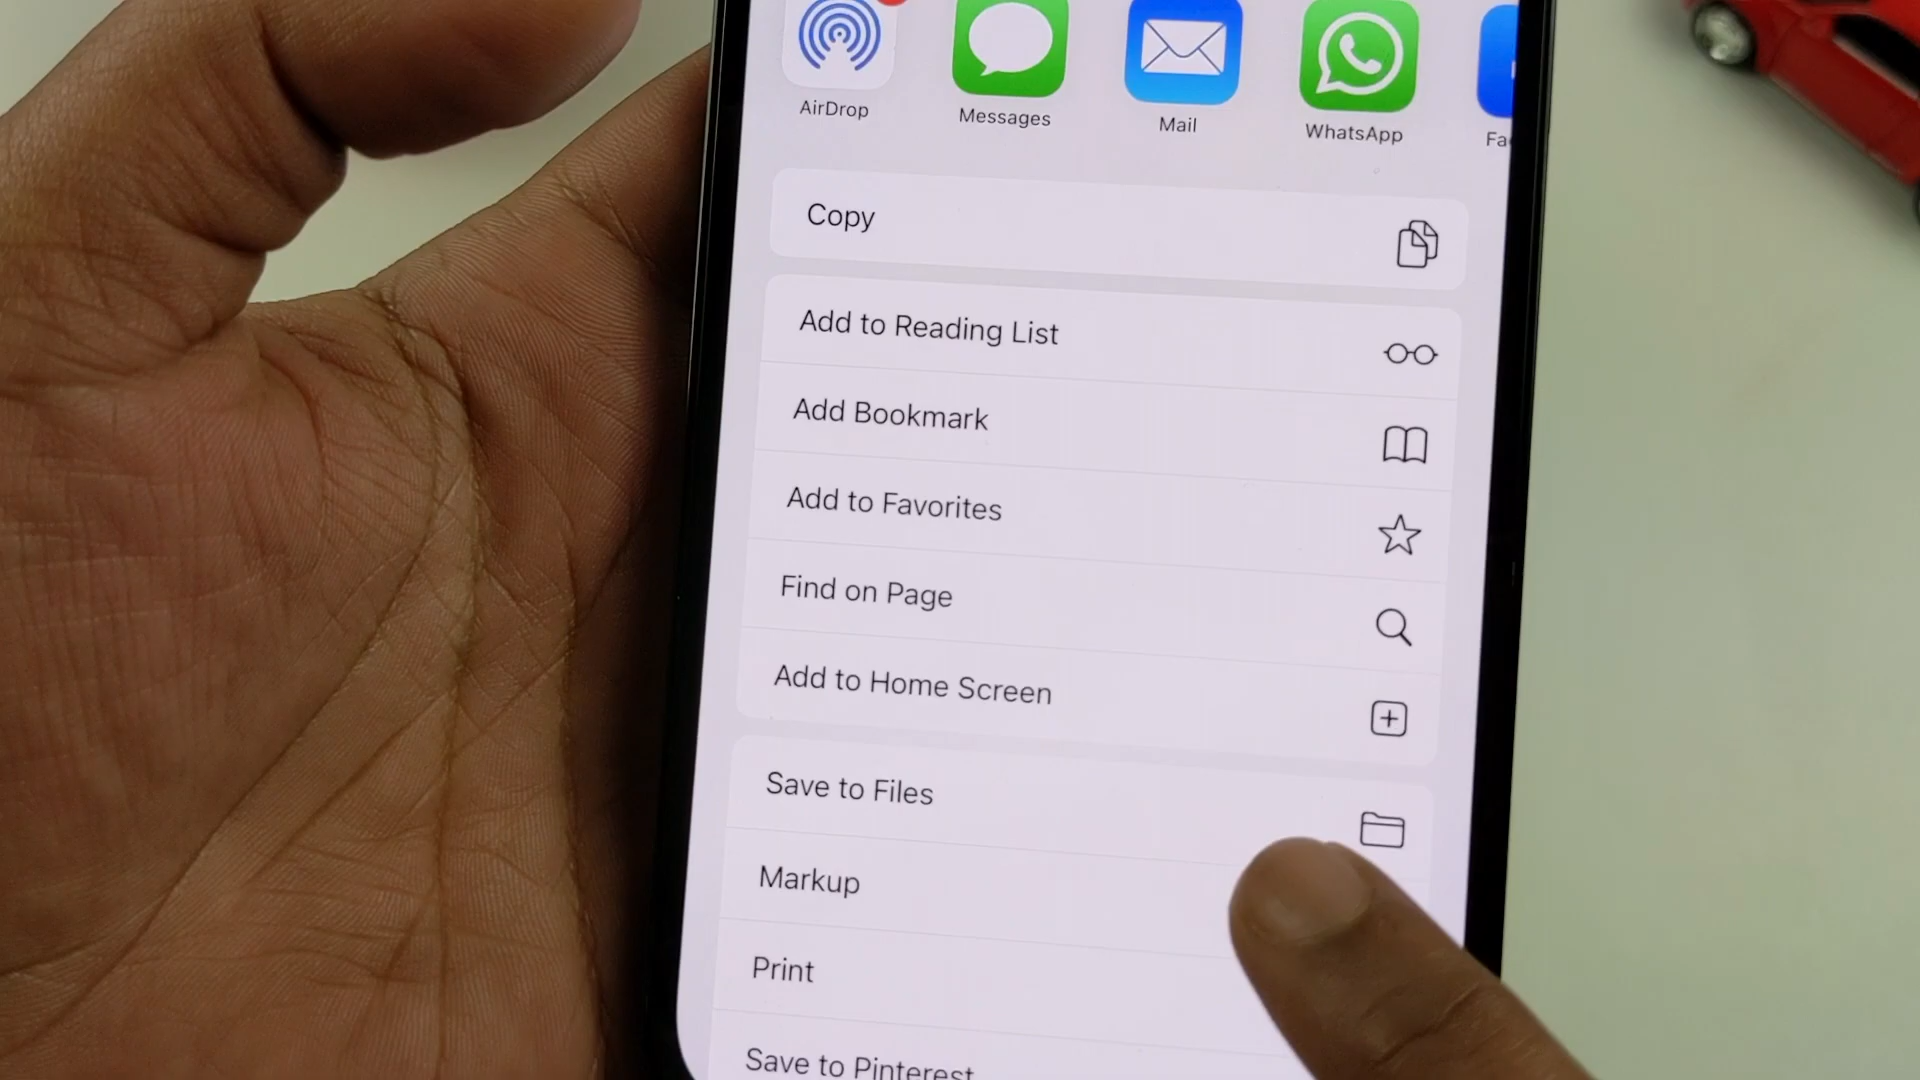 AirDrop
Messages
Mail
WhatsApp
Fa
Copy
Add to Reading List
Add Bookmark
Add to Favorites
Find on Page
Add to Home Screen
Save to Files
Markup
Print
Save to Pinterest